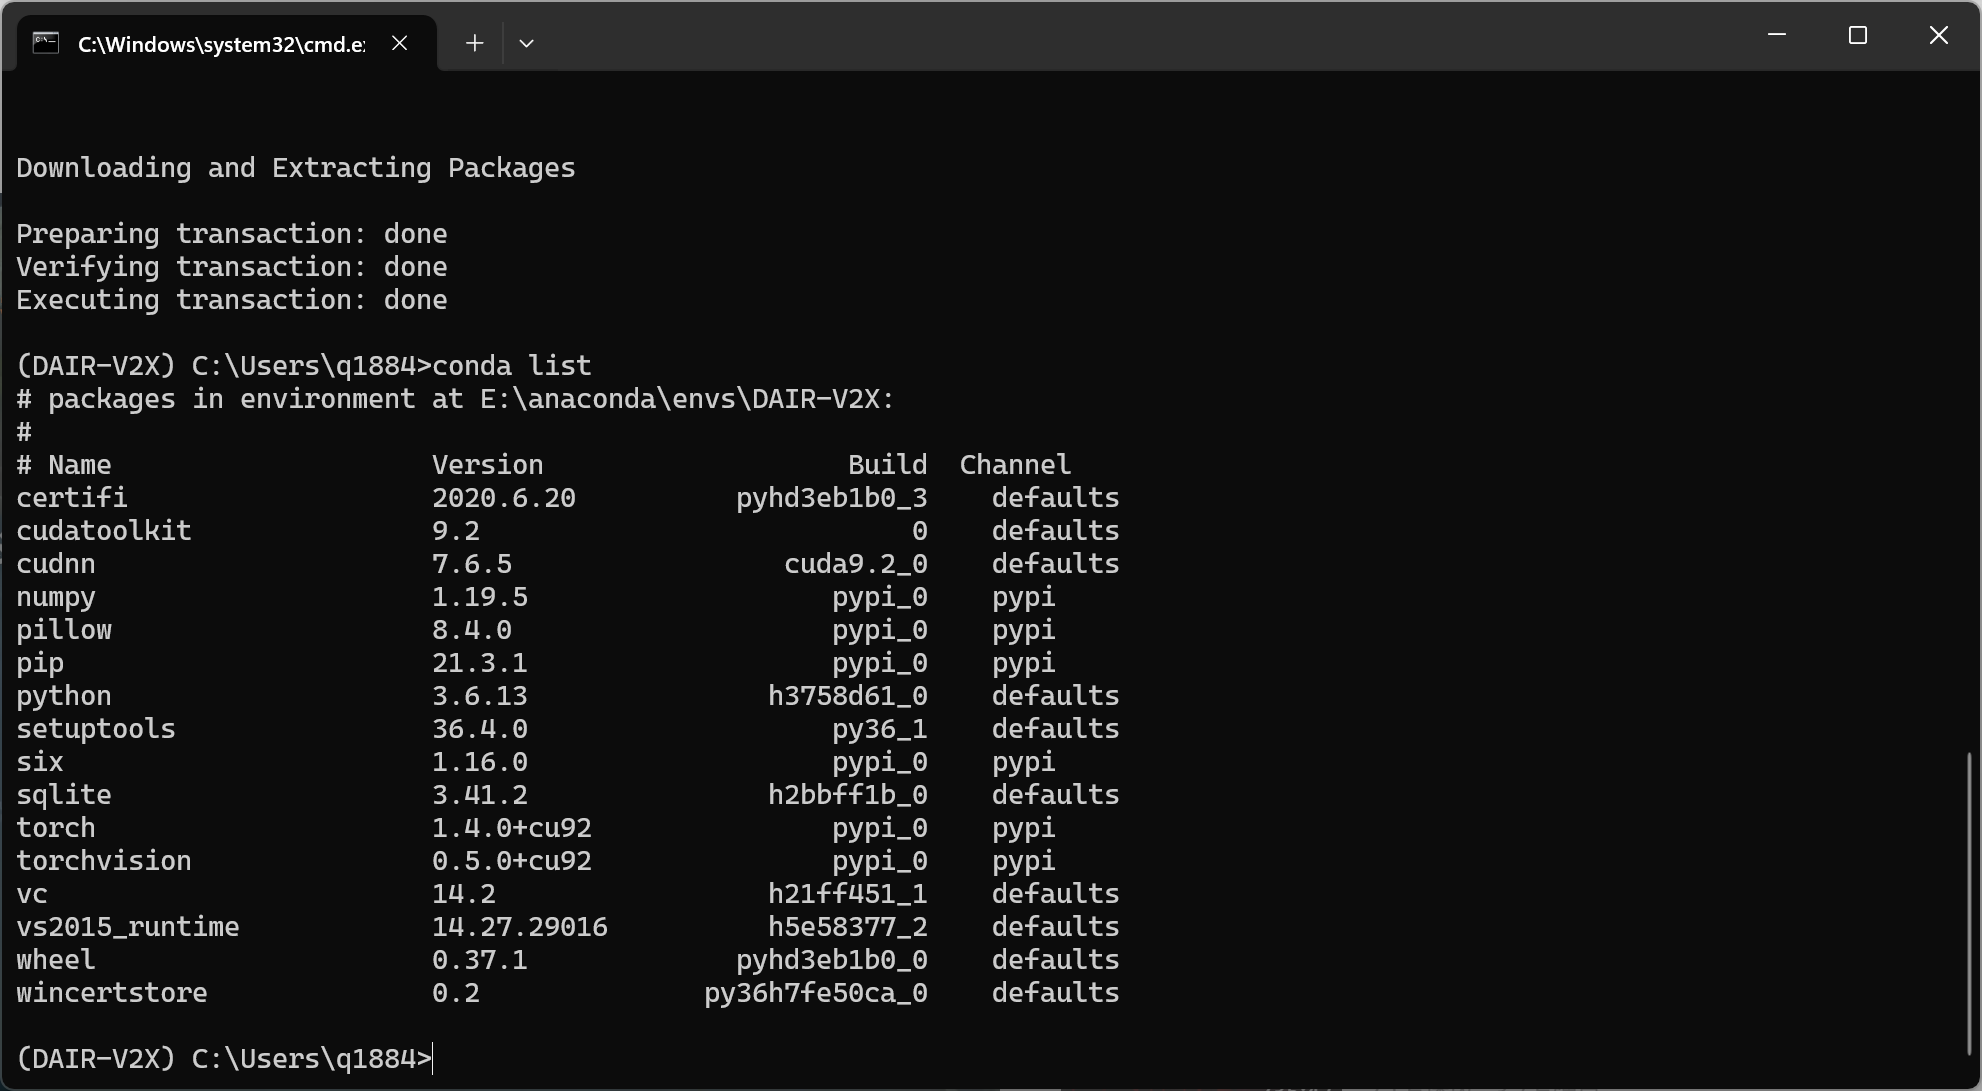 C:\Windows\system32\cmd.e
Downloading and Extracting Packages
Preparing transaction: done
Verifying transaction: done
Executing transaction: done
(DAIR-V2X) C:\Users\q1884>conda list
# packages in environment at E:\anaconda\envs\DAIR-V2X:
#
# Name Version Build Channel
certifi 2020.6.20 pyhd3eb1b0_3 defaults
cudatoolkit 9.2 0 defaults
cudnn 7.6.5 cuda9.2_0 defaults
numpy 1.19.5 pypi_0 pypi
pillow 8.4.0 pypi_0 pypi
pip 21.3.1 pypi_0 pypi
python 3.6.13 h3758d61_0 defaults
setuptools 36.4.0 py36_1 defaults
six 1.16.0 pypi_0 pypi
sqlite 3.41.2 h2bbff1b_0 defaults
torch 1.4.0+cu92 pypi_0 pypi
torchvision 0.5.0+cu92 pypi_0 pypi
vc 14.2 h21ff451_1 defaults
vs2015_runtime 14.27.29016 h5e58377_2 defaults
wheel 0.37.1 pyhd3eb1b0_0 defaults
wincertstore 0.2 py36h7fe50ca_0 defaults
(DAIR-V2X) C:\Users\q1884>